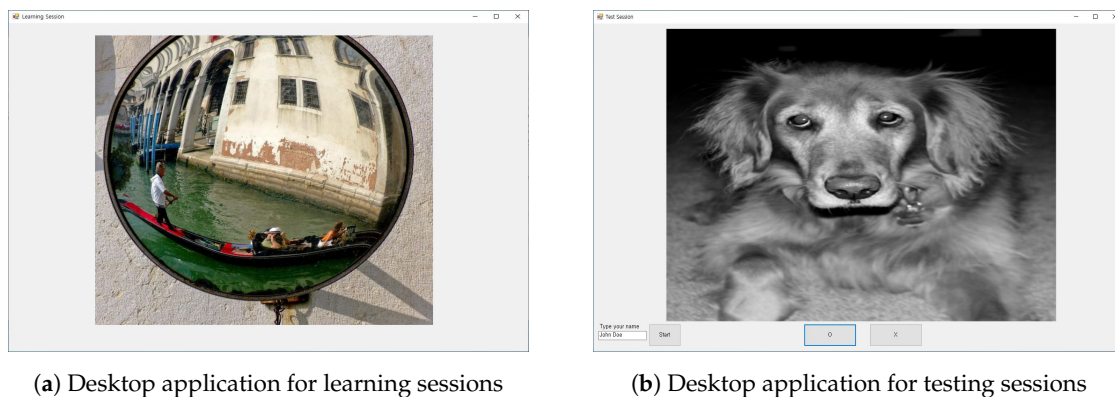 Learning Session
Test Session
Type your name
John Doe
Start
O
X
(a) Desktop application for learning sessions
(b) Desktop application for testing sessions